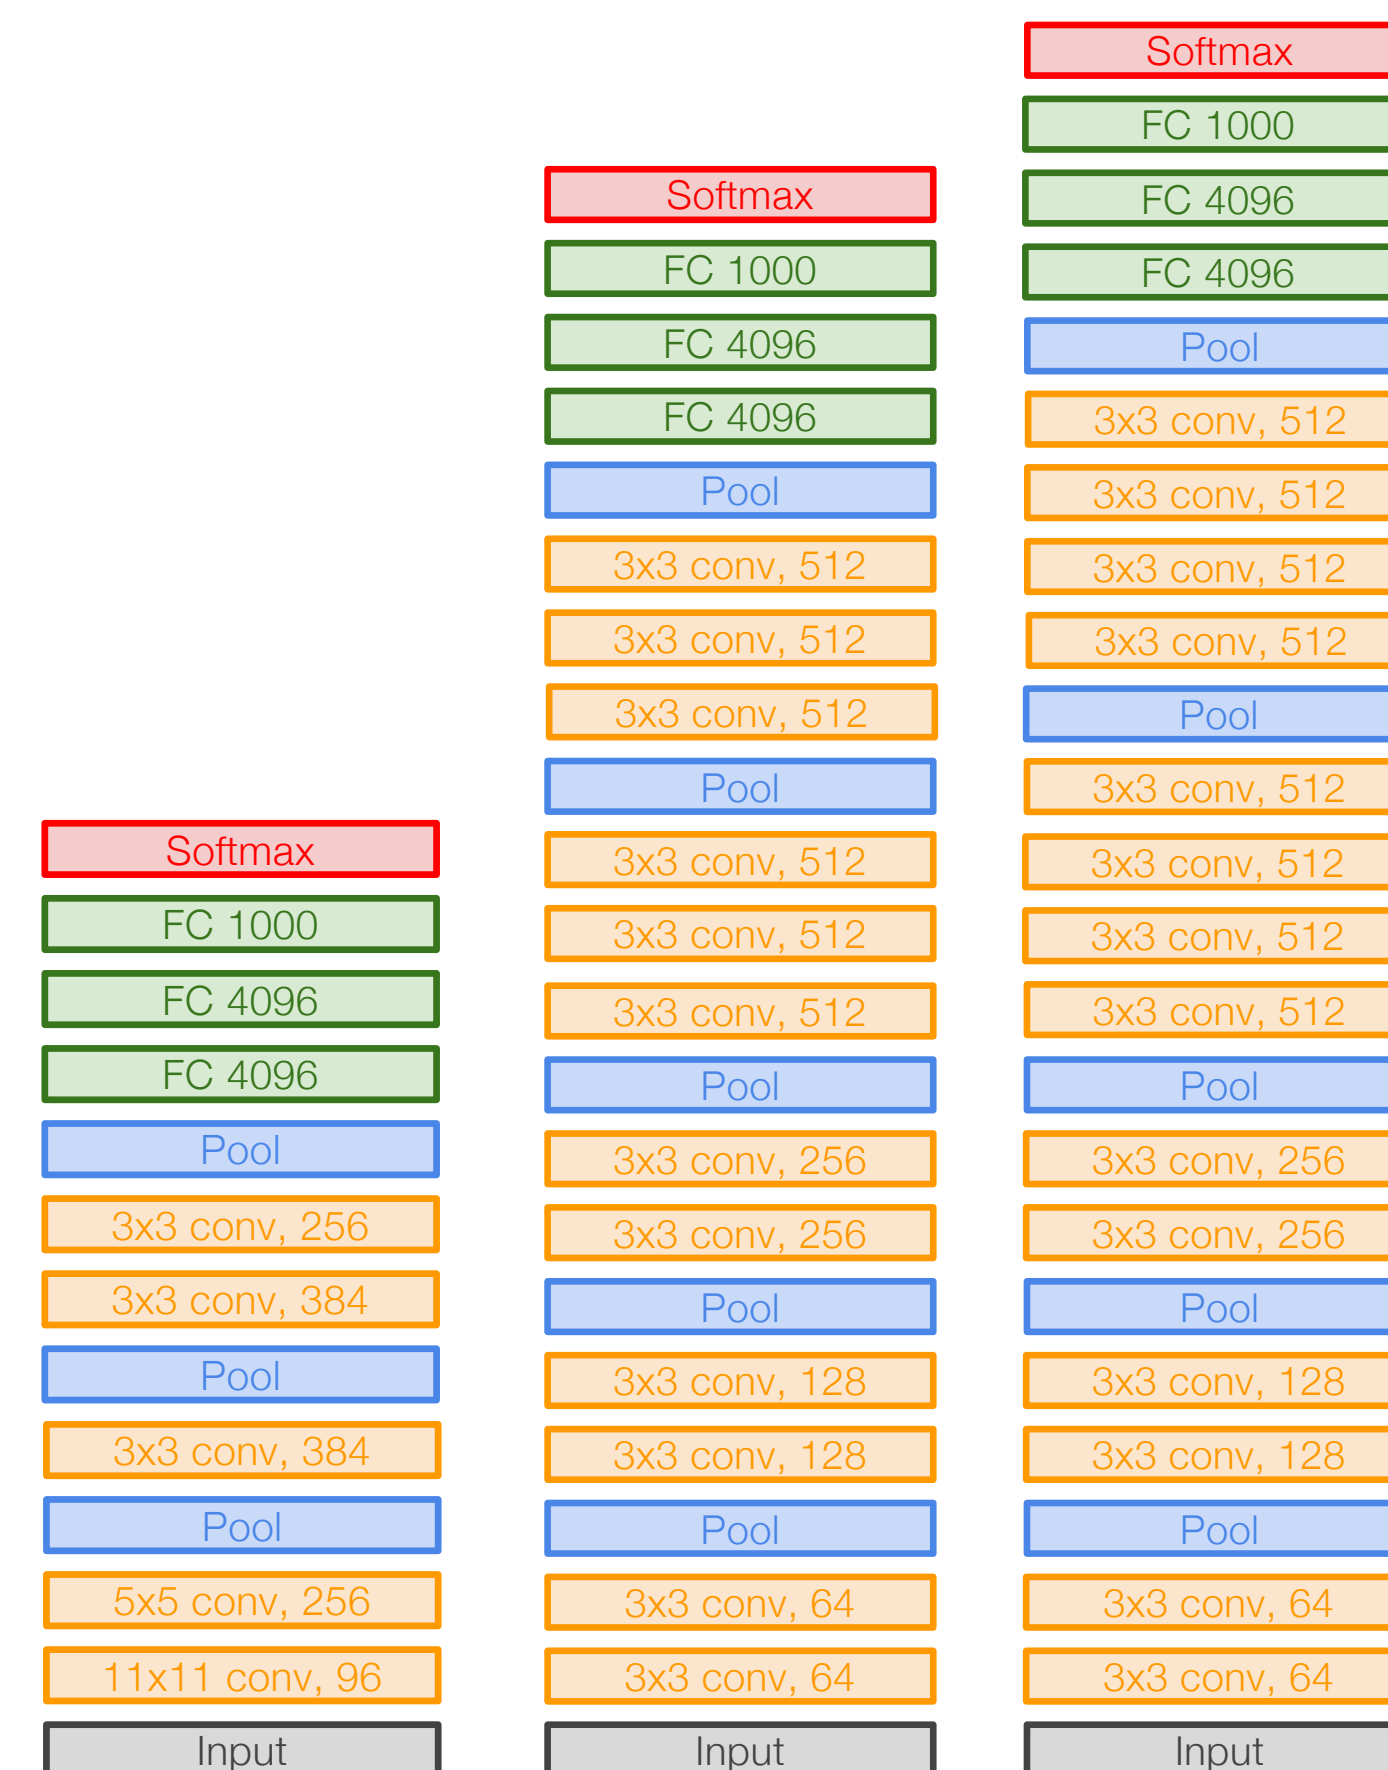 Softmax
FC 1000
FC 4096
FC 4096
Pool
3x3 conv, 256
3x3 conv, 384
Pool
3x3 conv, 384
Pool
5x5 conv, 256
11x11 conv, 96
Input
Softmax
FC 1000
FC 4096
FC 4096
Pool
3x3 conv, 512
3x3 conv, 512
3x3 conv, 512
Pool
3x3 conv, 512
3x3 conv, 512
3x3 conv, 512
Pool
3x3 conv, 256
3x3 conv, 256
Pool
3x3 conv, 128
3x3 conv, 128
Pool
3x3 conv, 64
3x3 conv, 64
Input
Softmax
FC 1000
FC 4096
FC 4096
Pool
3x3 conv, 512
3x3 conv, 512
3x3 conv, 512
3x3 conv, 512
Pool
3x3 conv, 512
3x3 conv, 512
3x3 conv, 512
3x3 conv, 512
Pool
3x3 conv, 256
3x3 conv, 256
Pool
3x3 conv, 128
3x3 conv, 128
Pool
3x3 conv, 64
3x3 conv, 64
Input